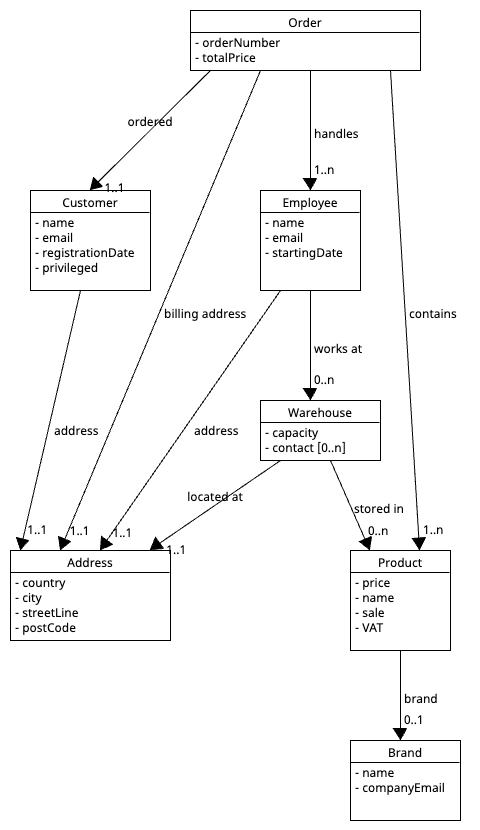 Order
- orderNumber
- totalPrice
ordered
handles
1..1
1..n
Customer
- name
- email
- registrationDate
- privileged
Employee
- name
- email
- startingDate
billing address
contains
works at
0..n
Warehouse
- capacity
- contact [0..n]
address
address
located at
stored in
1..1
1..1
1..1
1..1
0..n
1..n
Address
- country
- city
- streetLine
- postCode
Product
- price
- name
- sale
- VAT
brand
0..1
Brand
- name
- companyEmail